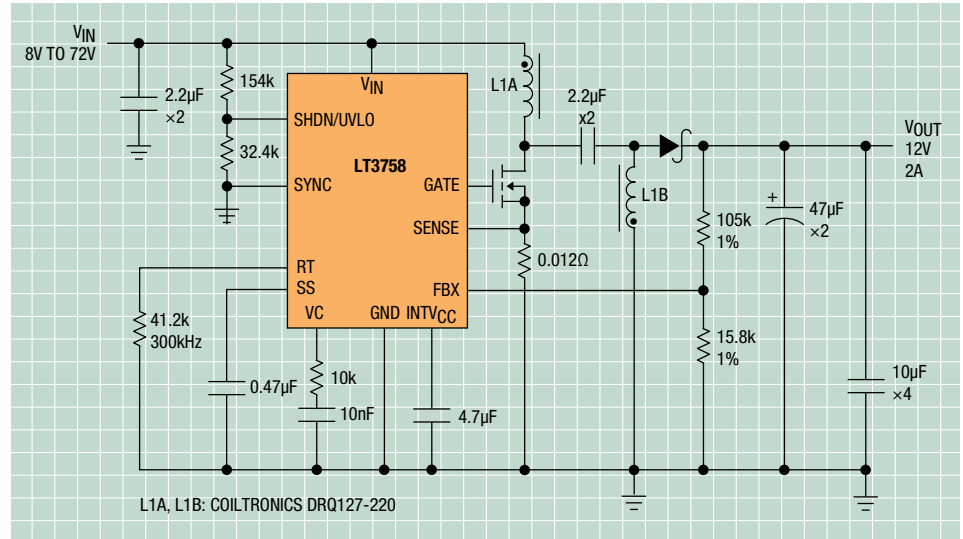 VIN
8V TO 72V
2.2µF
×2
154k
32.4k
VIN
SHDN/UVLO
LT3758
SYNC
GATE
SENSE
RT
SS
VC
GND
INTVCC
FBX
L1A
2.2µF
x2
L1B
VOUT
12V
2A
105k
1%
+
47µF
×2
0.012Ω
41.2k
300kHz
0.47µF
10k
10nF
4.7µF
15.8k
1%
10µF
×4
L1A, L1B: COILTRONICS DRQ127-220